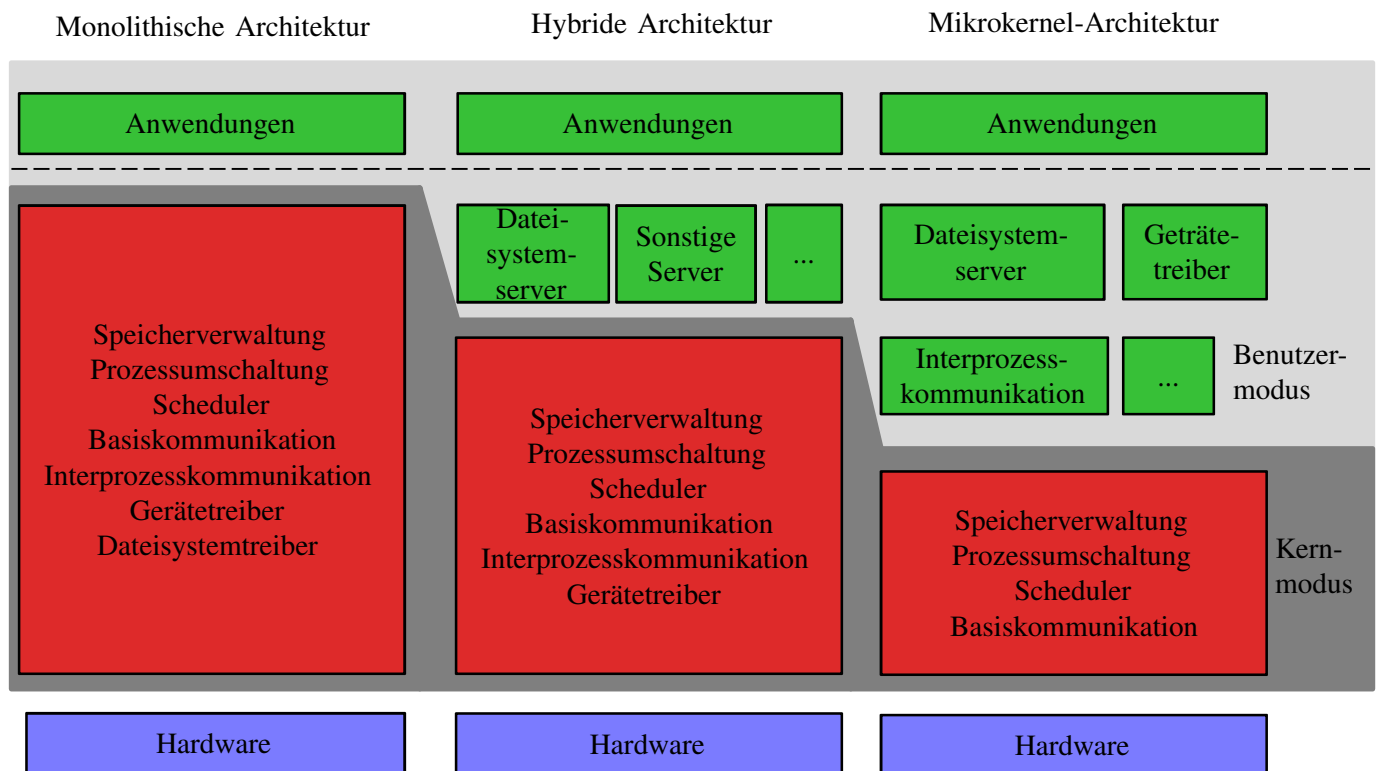 Monolithische Architektur
Hybride Architektur
Mikrokernel-Architektur
Anwendungen
Anwendungen
Anwendungen
Speicherverwaltung
Prozessumschaltung
Scheduler
Basiskommunikation
Interprozesskommunikation
Gerätetreiber
Dateisystemtreiber
Datei-
system-
server
Sonstige
Server
...
Speicherverwaltung
Prozessumschaltung
Scheduler
Basiskommunikation
Interprozesskommunikation
Gerätetreiber
Dateisystem-
server
Geträte-
treiber
Interprozess-
kommunikation
...
Benutzer-
modus
Speicherverwaltung
Prozessumschaltung
Scheduler
Basiskommunikation
Kern-
modus
Hardware
Hardware
Hardware